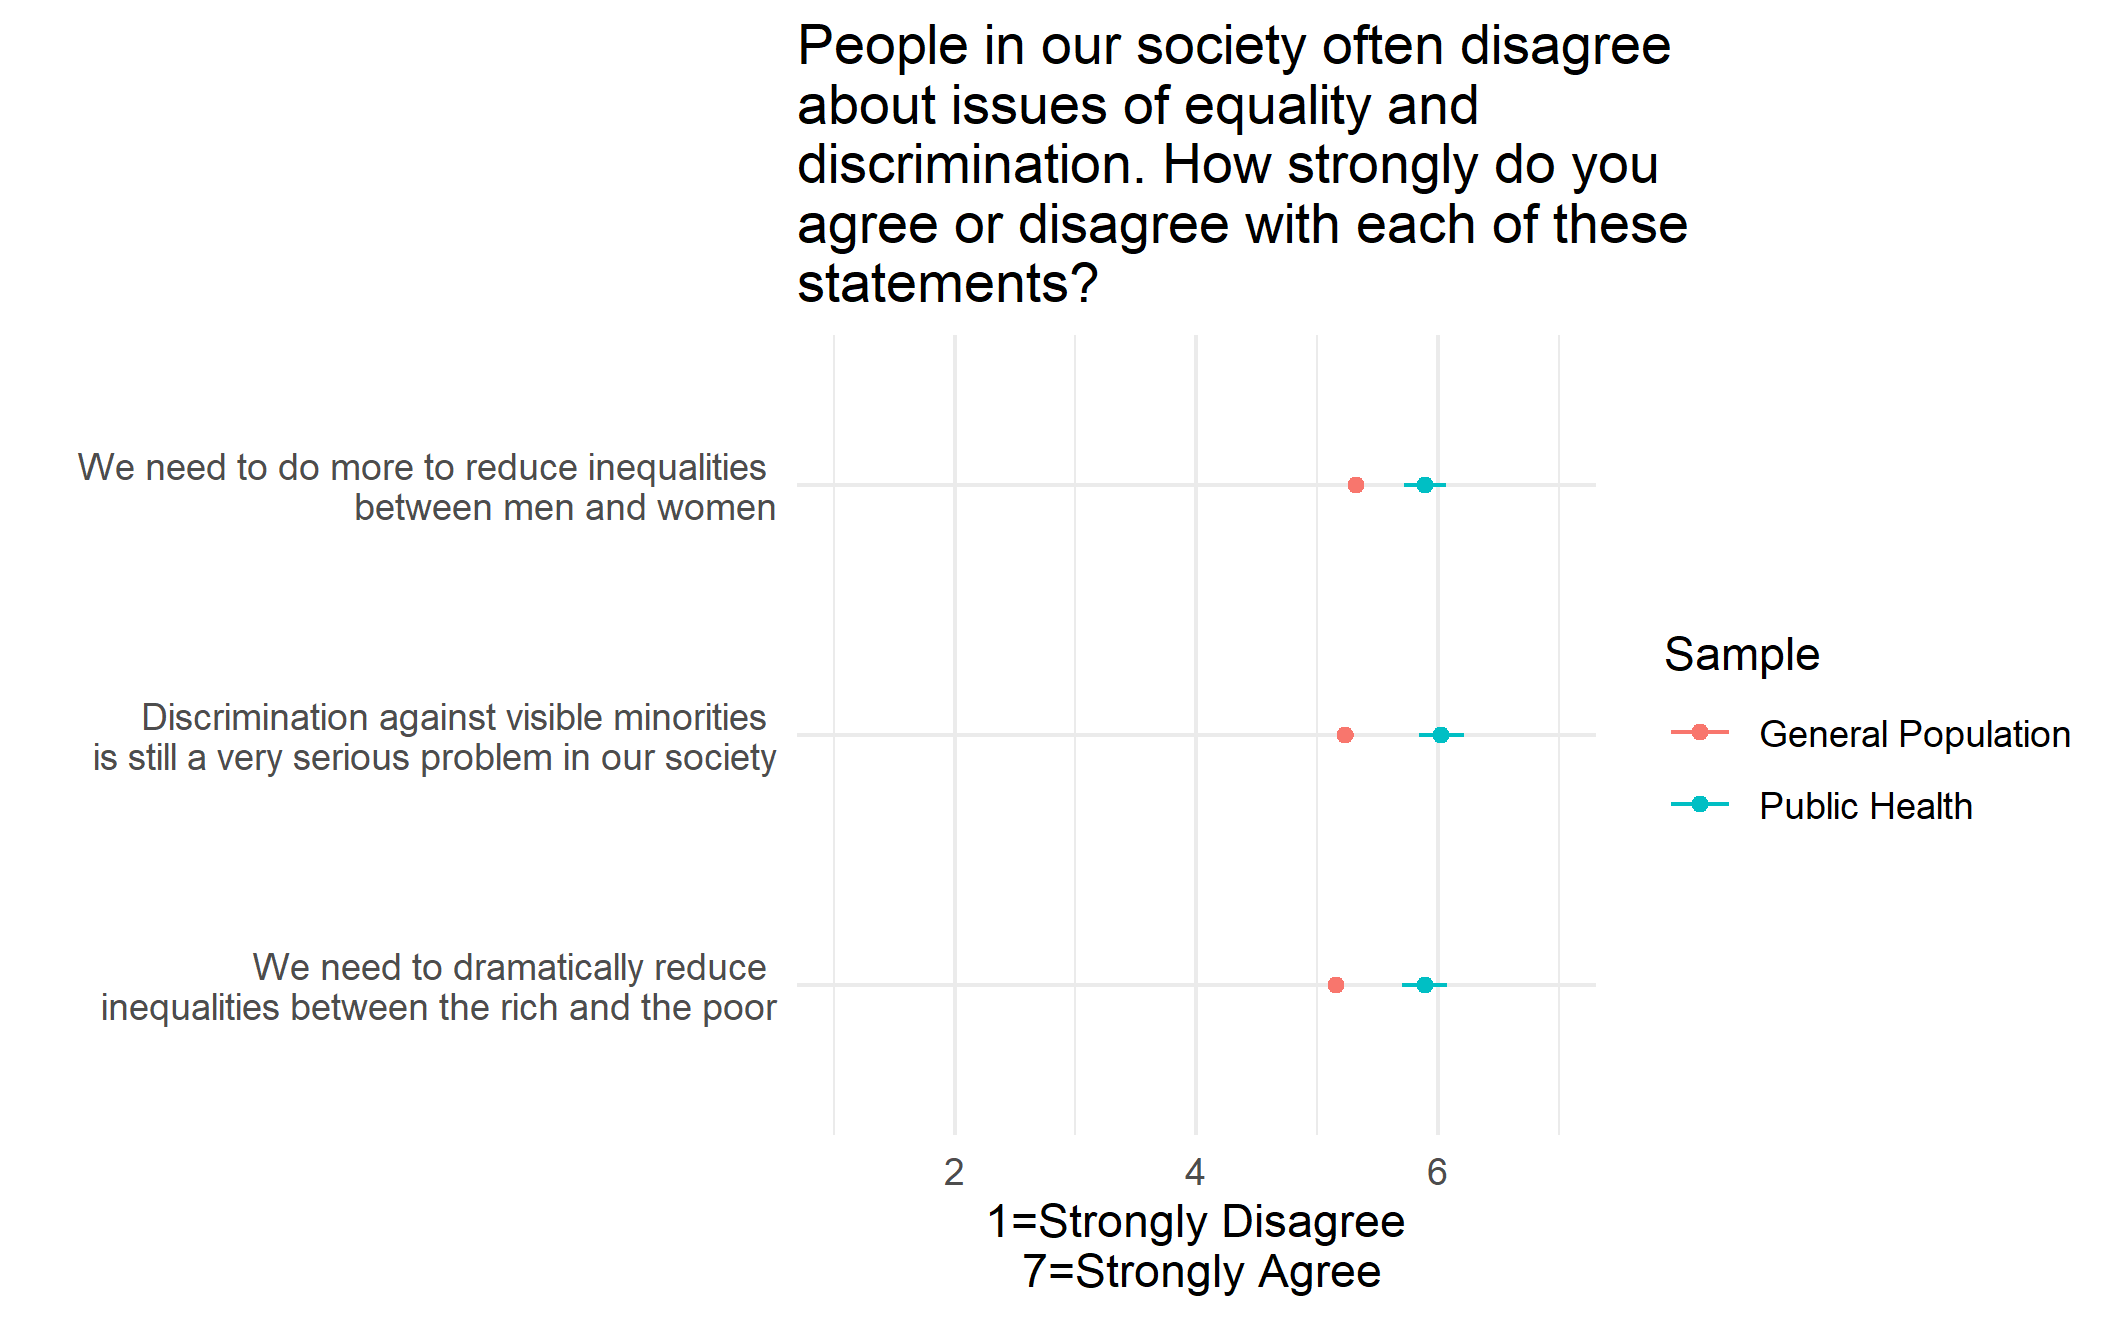 People in our society often disagree
about issues of equality and
discrimination. How strongly do you
agree or disagree with each of these
statements?
We need to do more to reduce inequalities
between men and women
Discrimination against visible minorities
is still a very serious problem in our society
We need to dramatically reduce
inequalities between the rich and the poor
2
4
6
1=Strongly Disagree
7=Strongly Agree
Sample
General Population
Public Health